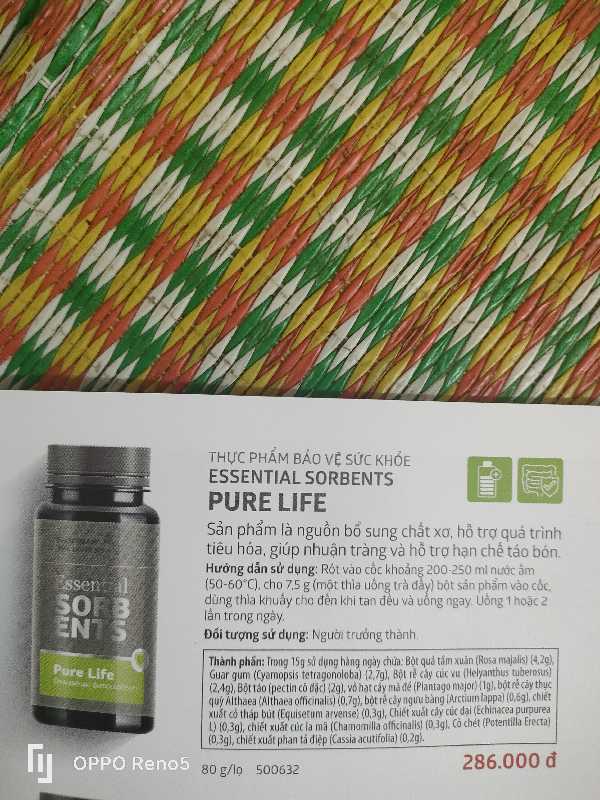 THỰC PHẨM BẢO VỆ SỨC KHỎE
ESSENTIAL SORBENTS
PURE LIFE
Sản phẩm là nguồn bổ sung chất xơ, hỗ trợ quá trình
tiêu hóa, giúp nhuận tràng và hỗ trợ hạn chế táo bón.
Hướng dẫn sử dụng: Rót vào cốc khoảng 200-250 ml nước ấm
(50-60°C), cho 7,5 g (một thìa uống trà đầy) bột sản phẩm vào cốc,
dùng thìa khuấy cho đến khi tan đều và uống ngay. Uống 1 hoặc 2
lần trong ngày.
Đối tượng sử dụng: Người trưởng thành.
Thành phần: Trong 15g sử dụng hàng ngày chứa: Bột quả tầm xuân (Rosa majalis) (4,2g),
Guar gum (Cyamopsis tetragonoloba) (2,7g), Bột rễ cây cúc vu (Helyanthus tuberosus)
(2,4g), Bột táo (pectin cô đặc) (2g), vỏ hạt cây mã đề (Plantago major) (1g), bột rễ cây thục
quỳ Althaea (Althaea officinalis) (0,7g), bột rễ cây ngưu bàng (Arctium lappa) (0,6g), chiết
xuất cỏ tháp bút (Equisetum arvense) (0,3g), Chiết xuất cây cúc dại (Echinacea purpurea
L) (0,3g), chiết xuất cúc la mã (Chamomilla officinalis) (0,3g), Cỏ chét (Potentilla Erecta)
(0,3g), chiết xuất phan tả diệp (Cassia acutifolia) (0,2g).
80 g/lọ 500632
286.000 đ
Essential
SORB
ENTS
Pure Life
OPPO Reno5